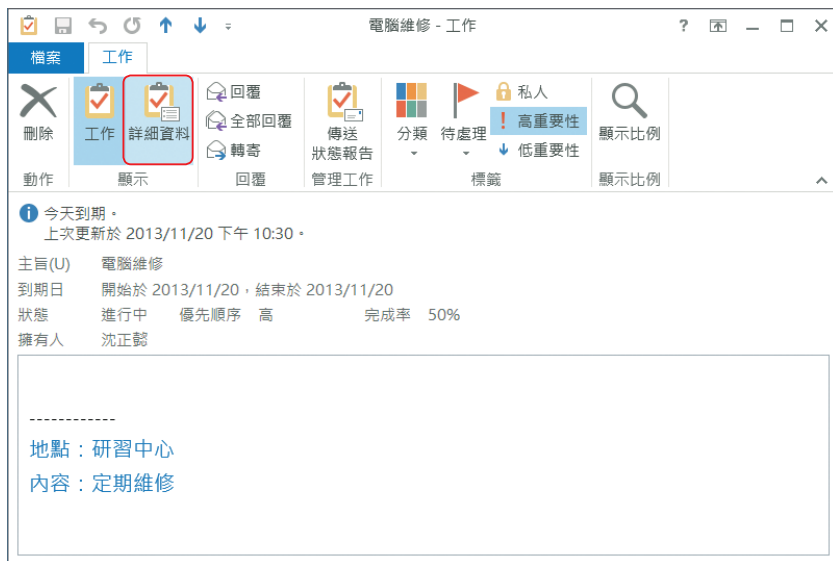 電腦維修 - 工作
檔案 工作
刪除
工作
詳細資料
回覆
全部回覆
轉寄
傳送
狀態報告
分類
待處理
私人
高重要性
低重要性
顯示比例
動作 顯示 回覆 管理工作 標籤 顯示比例
今天到期。
上次更新於 2013/11/20 下午 10:30。
主旨(U) 電腦維修
到期日 開始於 2013/11/20,結束於 2013/11/20
狀態 進行中 優先順序 高 完成率 50%
擁有人 沈正懿
------------
地點:研習中心
內容:定期維修